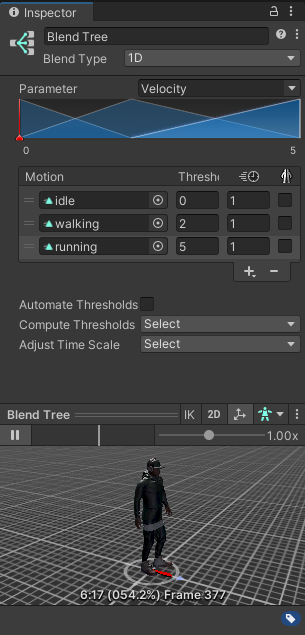 Inspector
Blend Tree
Blend Type 1D
Parameter Velocity
0 5
Motion Thresho
idle 0 1
walking 2 1
running 5 1
+ −
Automate Thresholds
Compute Thresholds Select
Adjust Time Scale Select
Blend Tree IK 2D
1.00x
6:17 (054.2%) Frame 377